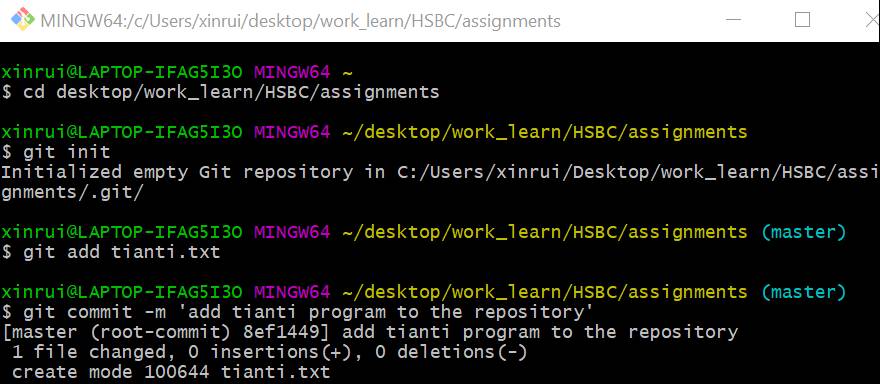 MINGW64:/c/Users/xinrui/desktop/work_learn/HSBC/assignments
xinrui@LAPTOP-IFAG5I3O MINGW64 ~
$ cd desktop/work_learn/HSBC/assignments
xinrui@LAPTOP-IFAG5I3O MINGW64 ~/desktop/work_learn/HSBC/assignments
$ git init
Initialized empty Git repository in C:/Users/xinrui/Desktop/work_learn/HSBC/assi
gnments/.git/
xinrui@LAPTOP-IFAG5I3O MINGW64 ~/desktop/work_learn/HSBC/assignments (master)
$ git add tianti.txt
xinrui@LAPTOP-IFAG5I3O MINGW64 ~/desktop/work_learn/HSBC/assignments (master)
$ git commit -m 'add tianti program to the repository'
[master (root-commit) 8ef1449] add tianti program to the repository
 1 file changed, 0 insertions(+), 0 deletions(-)
 create mode 100644 tianti.txt